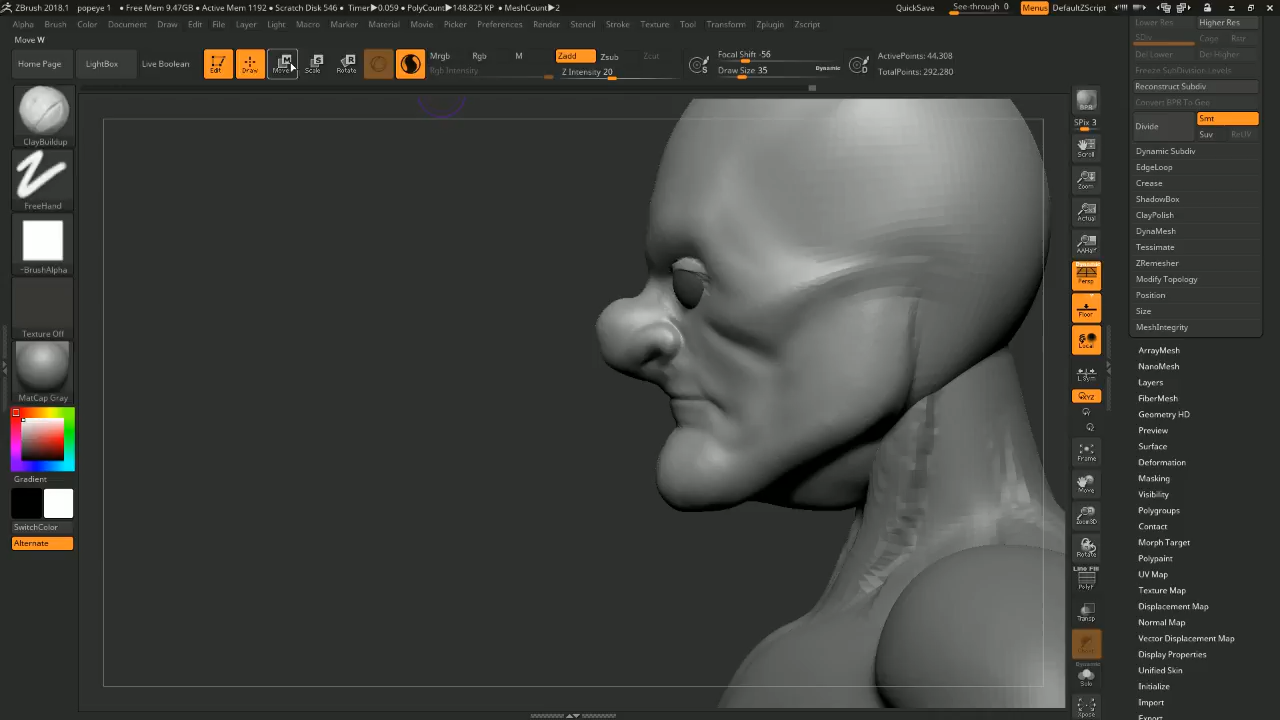 ZBrush 2018.1 popeye 1 • Free Mem 9.47GB • Active Mem 1192 • Scratch Disk 546 • Timer▶0.059 • PolyCount▶148.825 KP • MeshCount▶2 QuickSave See-through 0 Menus DefaultZScript
Alpha Brush Color Document Draw Edit File Layer Light Macro Marker Material Movie Picker Preferences Render Stencil Stroke Texture Tool Transform Zplugin Zscript
Move W
Home Page LightBox Live Boolean Edit Draw Move Scale Rotate
Mrgb Rgb M
Rgb Intensity
Zadd Zsub Zcut
Z Intensity 20
Focal Shift -56
Draw Size 35 Dynamic
S
D
ActivePoints: 44,308
TotalPoints: 292,280
ClayBuildup
FreeHand
~BrushAlpha
Texture Off
MatCap Gray
Gradient
SwitchColor
Alternate
BPR
SPix 3
Scroll
Zoom
Actual
AAHalf
Dynamic
Persp
Floor
Local
L.Sym
XYZ
Frame
Move
Zoom3D
Rotate
Line Fill
PolyF
Transp
Dynamic
Solo
Xpose
Lower Res Higher Res
SDiv Cage Rstr
Del Lower Del Higher
Freeze SubDivision Levels
Reconstruct Subdiv
Convert BPR To Geo
Divide Smt
Suv ReUV
Dynamic Subdiv
EdgeLoop
Crease
ShadowBox
ClayPolish
DynaMesh
Tessimate
ZRemesher
Modify Topology
Position
Size
MeshIntegrity
ArrayMesh
NanoMesh
Layers
FiberMesh
Geometry HD
Preview
Surface
Deformation
Masking
Visibility
Polygroups
Contact
Morph Target
Polypaint
UV Map
Texture Map
Displacement Map
Normal Map
Vector Displacement Map
Display Properties
Unified Skin
Initialize
Import
Export